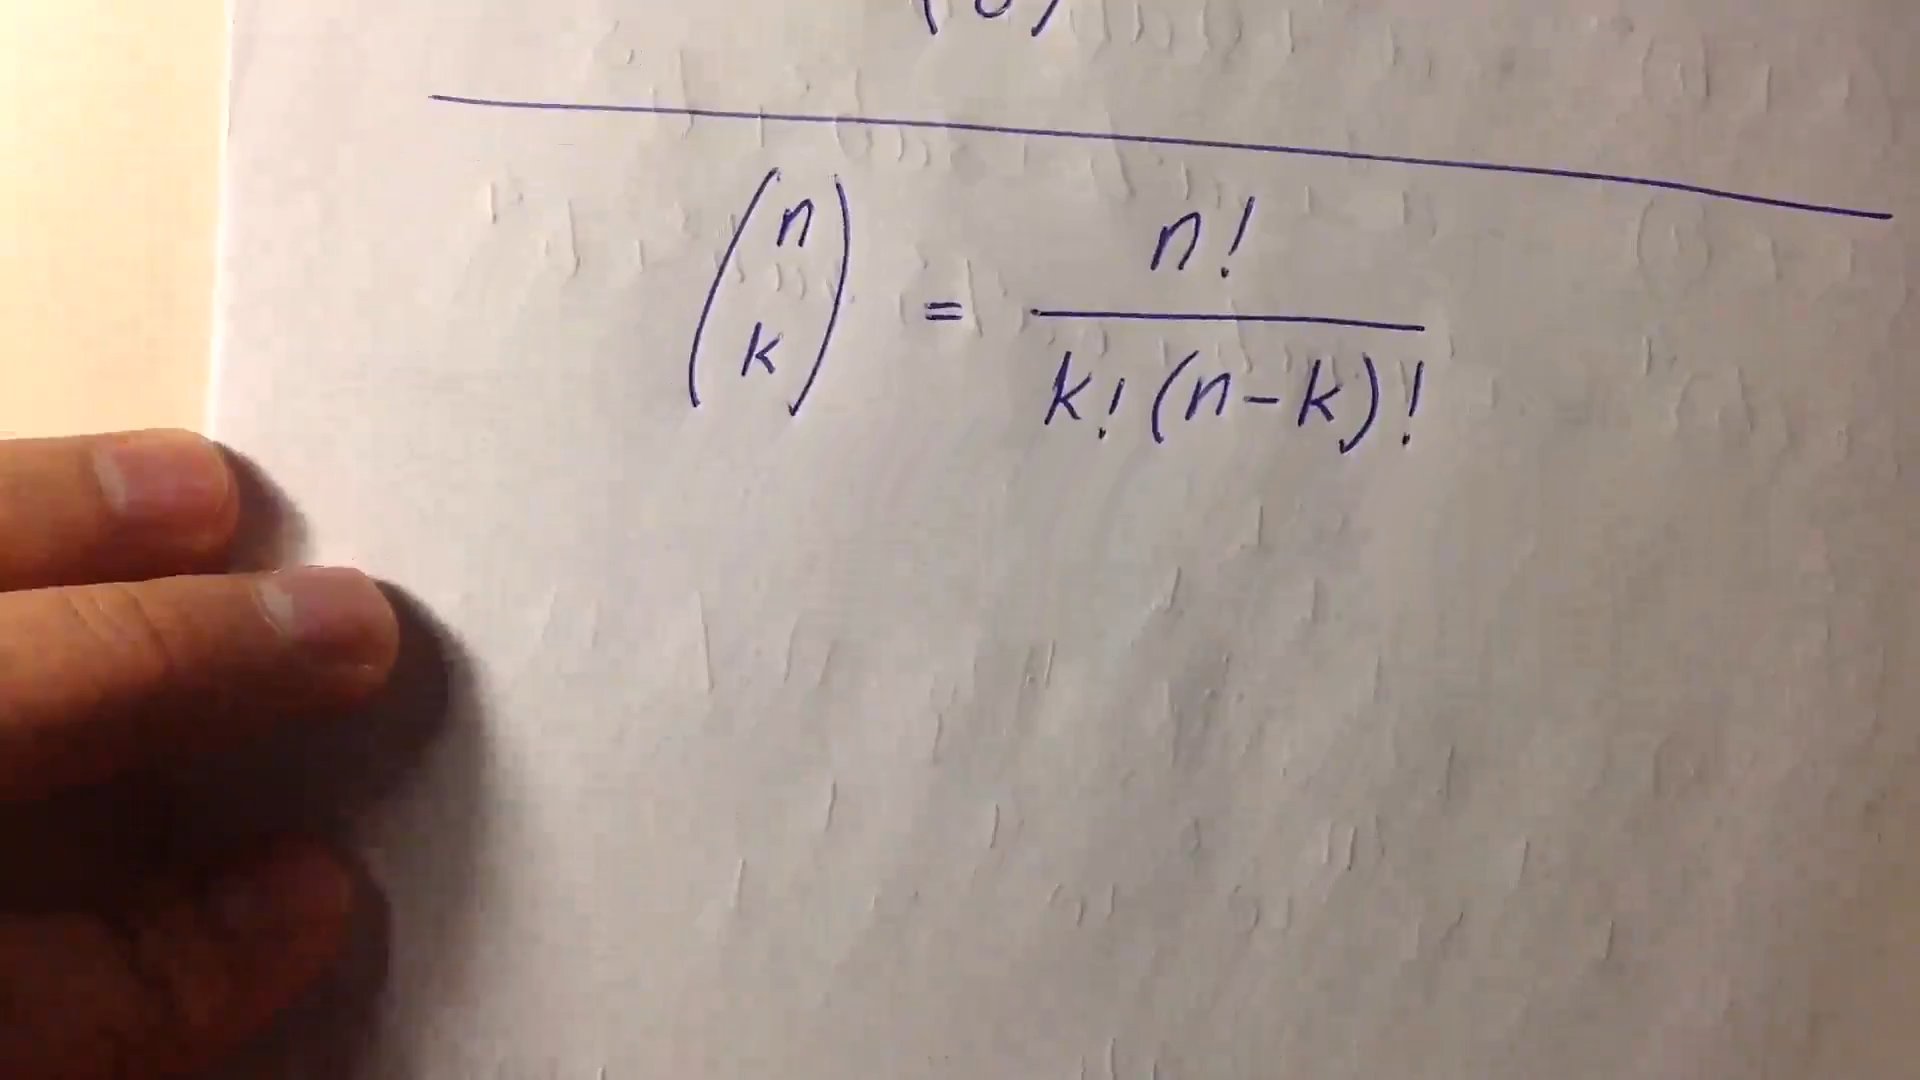 (n k) = n! / k!(n-k)!